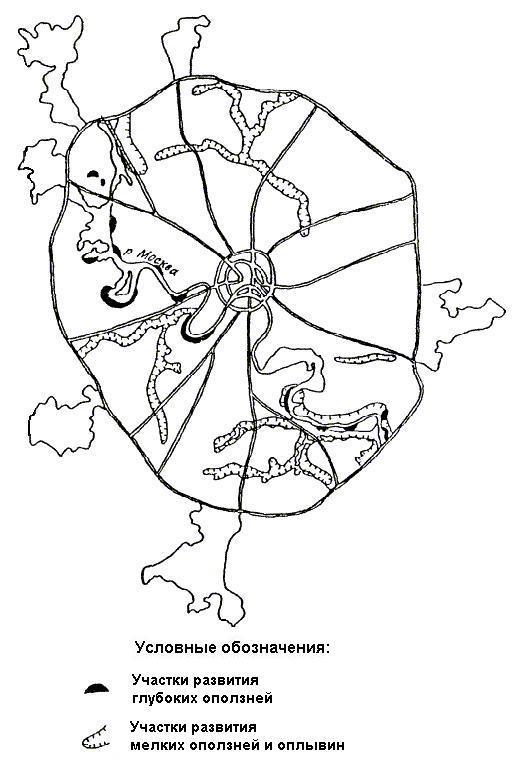 р. Москва
Условные обозначения:
Участки развития
глубоких оползней
Участки развития
мелких оползней и оплывин